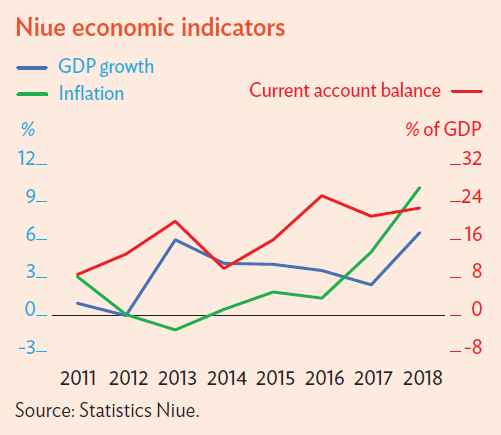 Niue economic indicators
GDP growth
Inflation
Current account balance
% % of GDP
12 32
9 24
6 16
3 8
0 0
-3 -8
2011 2012 2013 2014 2015 2016 2017 2018
Source: Statistics Niue.